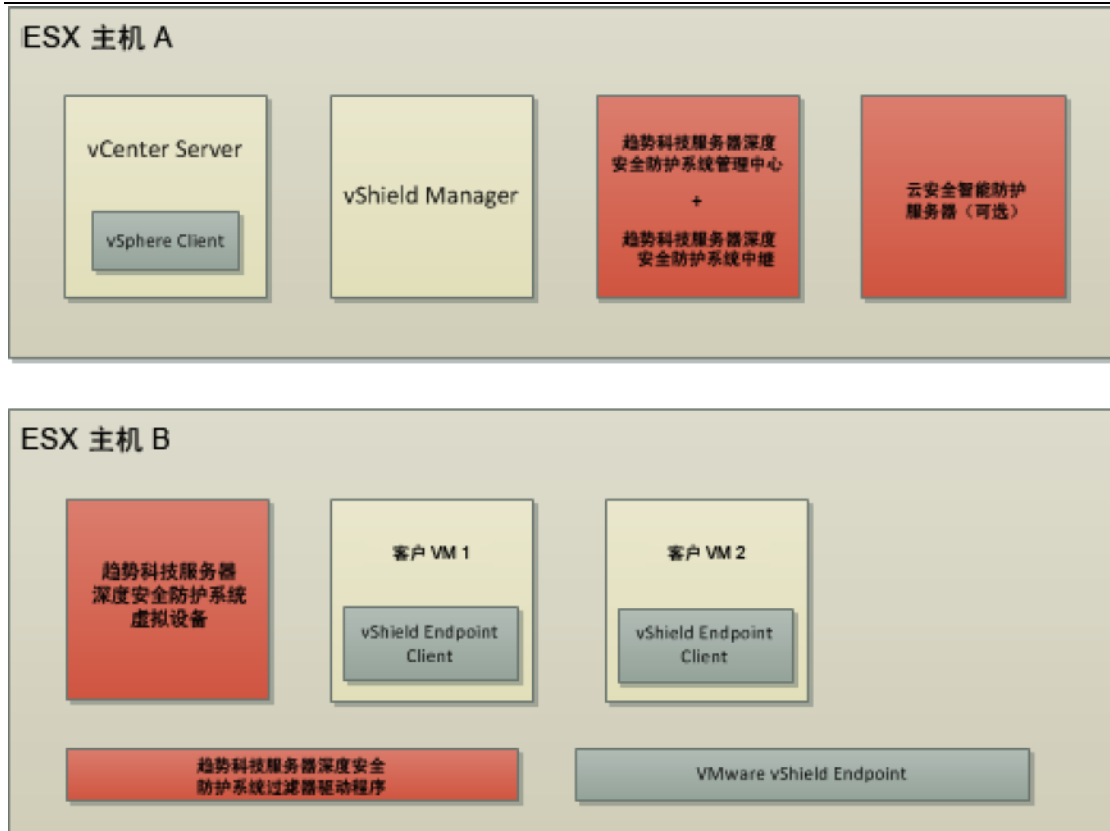 ESX 主机 A
vCenter Server
vSphere Client
vShield Manager
趋势科技服务器深度
安全防护系统管理中心
+
趋势科技服务器深度
安全防护系统中继
云安全智能防护
服务器（可选）
ESX 主机 B
趋势科技服务器
深度安全防护系统
虚拟设备
客户 VM 1
vShield Endpoint
Client
客户 VM 2
vShield Endpoint
Client
趋势科技服务器深度安全
防护系统过滤器驱动程序
VMware vShield Endpoint